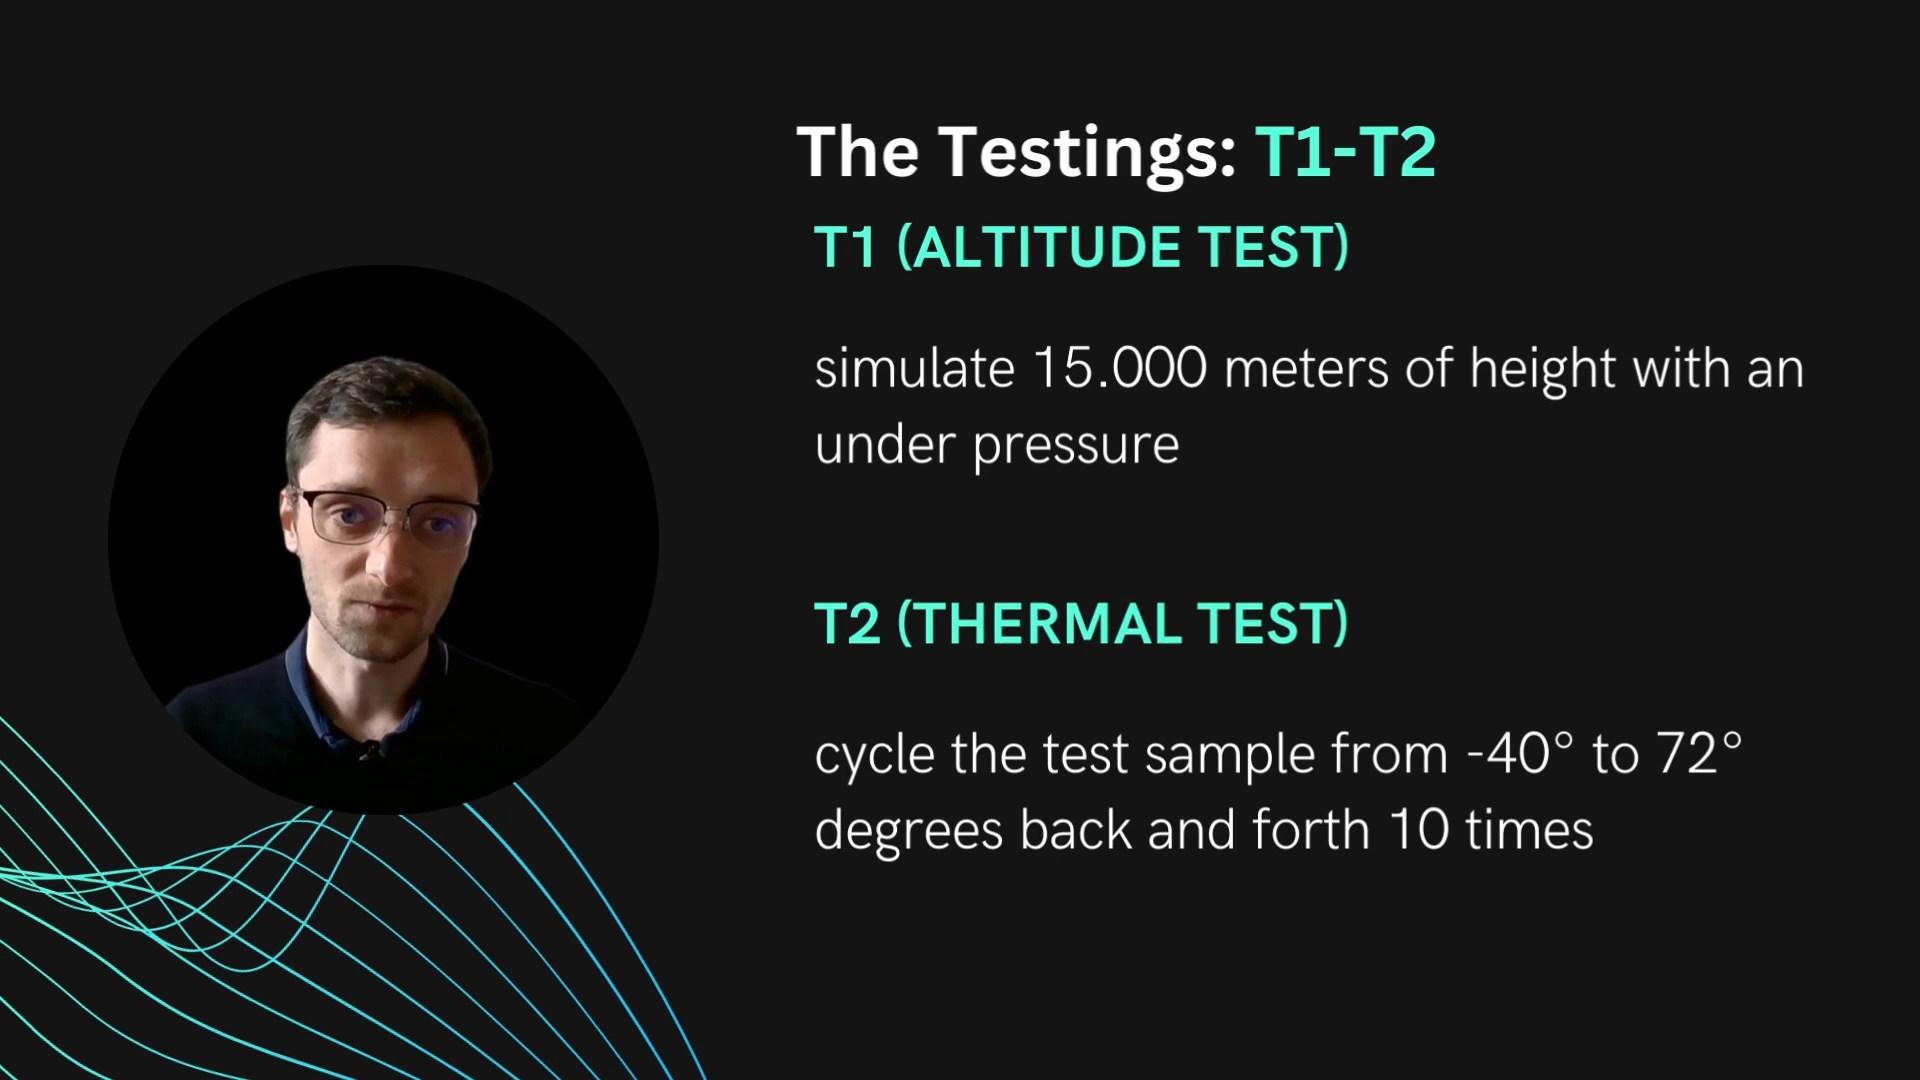 The Testings: T1-T2
T1 (ALTITUDE TEST)
simulate 15.000 meters of height with an
under pressure
T2 (THERMAL TEST)
cycle the test sample from -40° to 72°
degrees back and forth 10 times